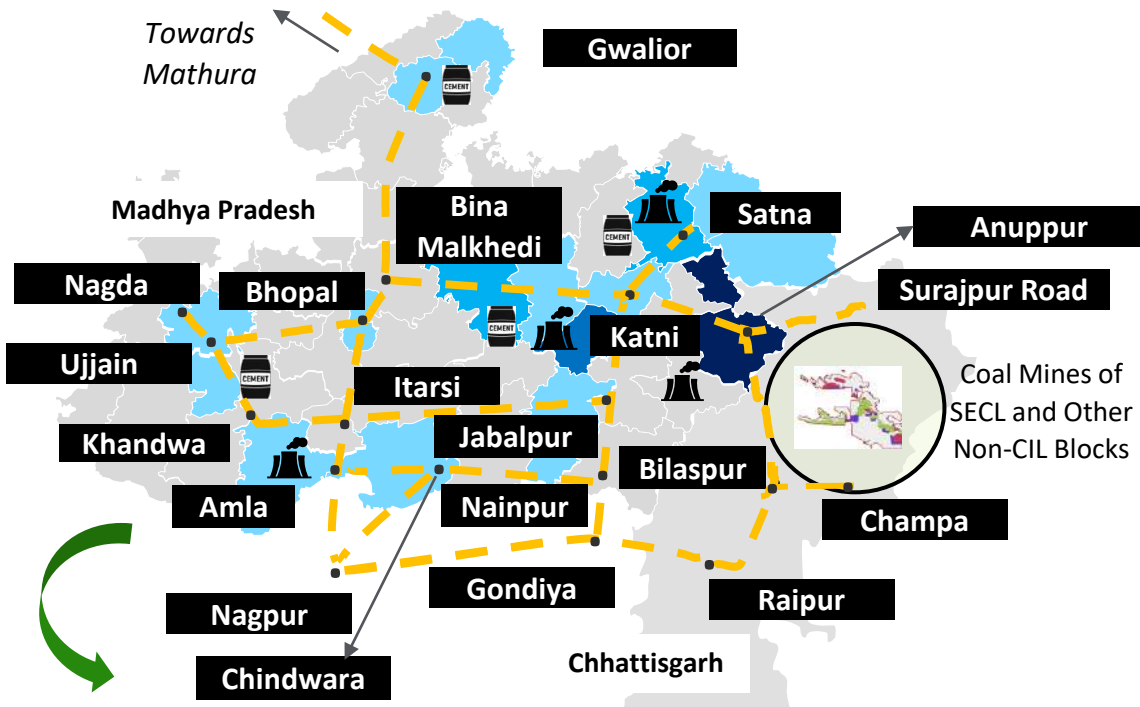 Towards
Mathura
Gwalior
CEMENT
Madhya Pradesh
Bina
Malkhedi
CEMENT
Satna
Anuppur
Nagda
Bhopal
Surajpur Road
CEMENT
Katni
Ujjain
CEMENT
Itarsi
Coal Mines of
SECL and Other
Non-CIL Blocks
Khandwa
Jabalpur
Bilaspur
Amla
Nainpur
Champa
Gondiya
Raipur
Nagpur
Chindwara
Chhattisgarh